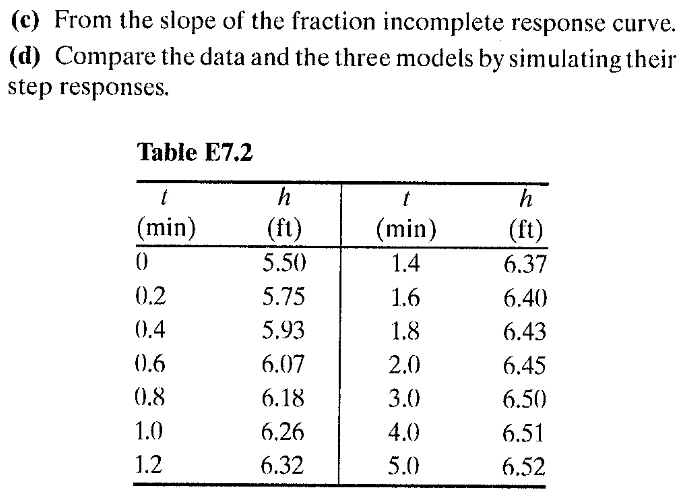 (c) From the slope of the fraction incomplete response curve.
(d) Compare the data and the three models by simulating their
step responses.
Table E7.2
t h t h
(min) (ft) (min) (ft)
0 5.50 1.4 6.37
0.2 5.75 1.6 6.40
0.4 5.93 1.8 6.43
0.6 6.07 2.0 6.45
0.8 6.18 3.0 6.50
1.0 6.26 4.0 6.51
1.2 6.32 5.0 6.52